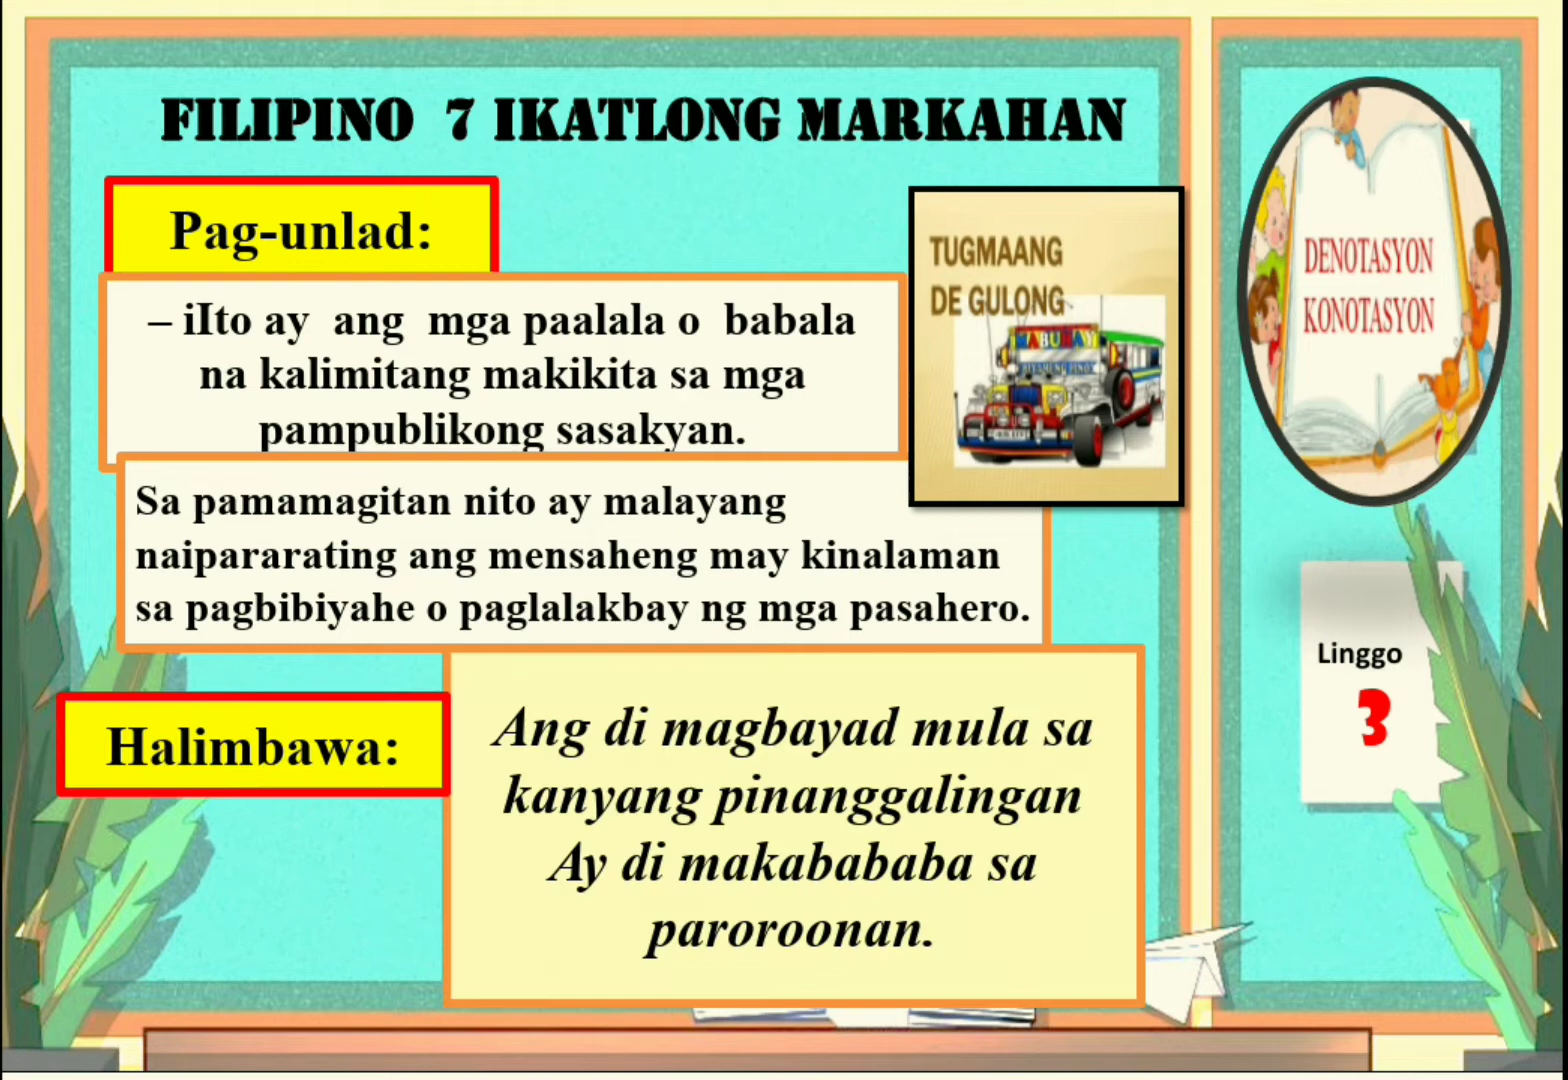 FILIPINO 7 IKATLONG MARKAHAN
Pag-unlad:
– iIto ay ang mga paalala o babala
na kalimitang makikita sa mga
pampublikong sasakyan.
TUGMAANG
DE GULONG
MABUHAY
Sa pamamagitan nito ay malayang
naipararating ang mensaheng may kinalaman
sa pagbibiyahe o paglalakbay ng mga pasahero.
Halimbawa:
Ang di magbayad mula sa
kanyang pinanggalingan
Ay di makabababa sa
paroroonan.
DENOTASYON
KONOTASYON
Linggo
3